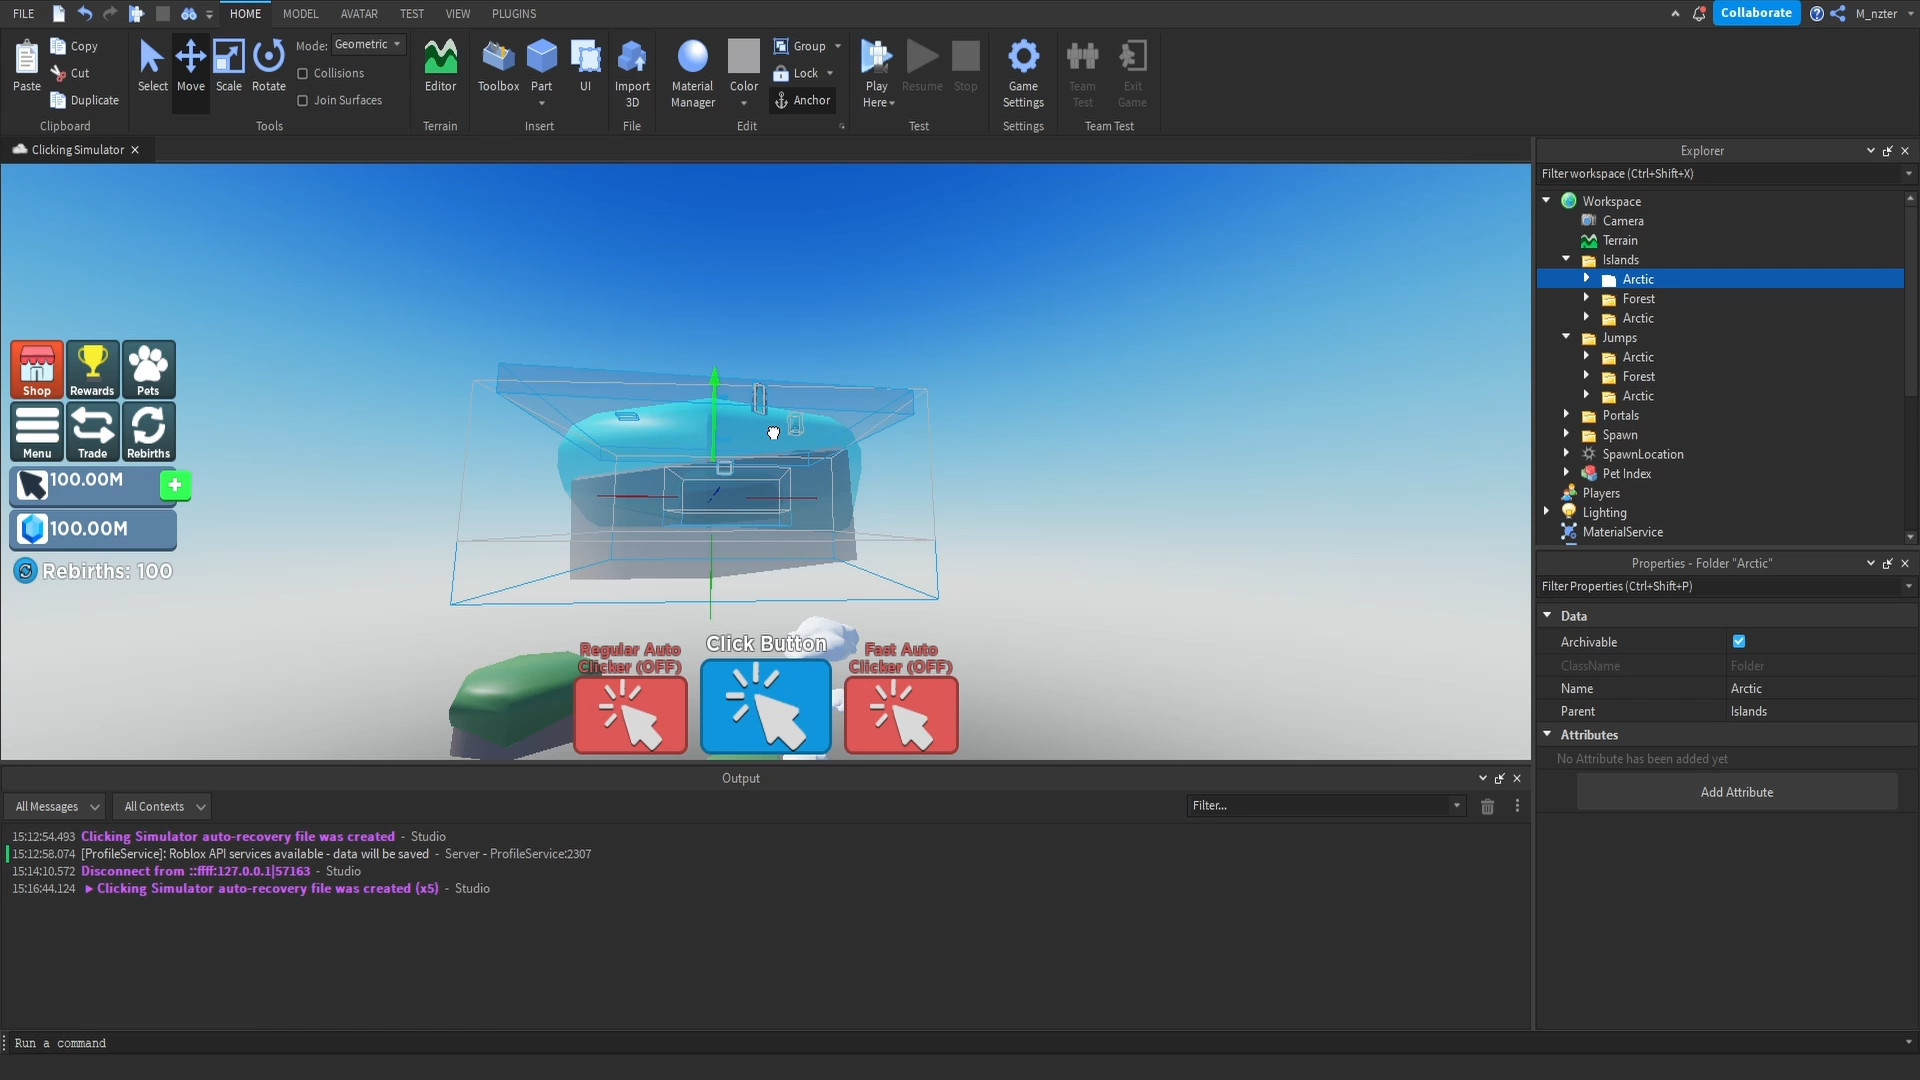 FILE
HOME
MODEL
AVATAR
TEST
VIEW
PLUGINS
Collaborate
M_nzter
Paste
Copy
Cut
Duplicate
Clipboard
Select
Move
Scale
Rotate
Mode: Geometric
Collisions
Join Surfaces
Tools
Editor
Terrain
Toolbox
Part
UI
Insert
Import
3D
File
Material
Manager
Color
Group
Lock
Anchor
Edit
Play
Here
Resume
Stop
Test
Game
Settings
Settings
Team
Test
Exit
Game
Team Test
Clicking Simulator
Shop
Rewards
Pets
Menu
Trade
Rebirths
100.00M
100.00M
Rebirths: 100
Regular Auto
Clicker (OFF)
Click Button
Fast Auto
Clicker (OFF)
Explorer
Filter workspace (Ctrl+Shift+X)
Workspace
Camera
Terrain
Islands
Arctic
Forest
Arctic
Jumps
Arctic
Forest
Arctic
Portals
Spawn
SpawnLocation
Pet Index
Players
Lighting
MaterialService
Properties - Folder "Arctic"
Filter Properties (Ctrl+Shift+P)
Data
Archivable
ClassName Folder
Name Arctic
Parent Islands
Attributes
No Attribute has been added yet
Add Attribute
Output
All Messages
All Contexts
Filter...
15:12:54.493 Clicking Simulator auto-recovery file was created - Studio
15:12:58.074 [ProfileService]: Roblox API services available - data will be saved - Server - ProfileService:2307
15:14:10.572 Disconnect from ::ffff:127.0.0.1|57163 - Studio
15:16:44.124 Clicking Simulator auto-recovery file was created (x5) - Studio
Run a command